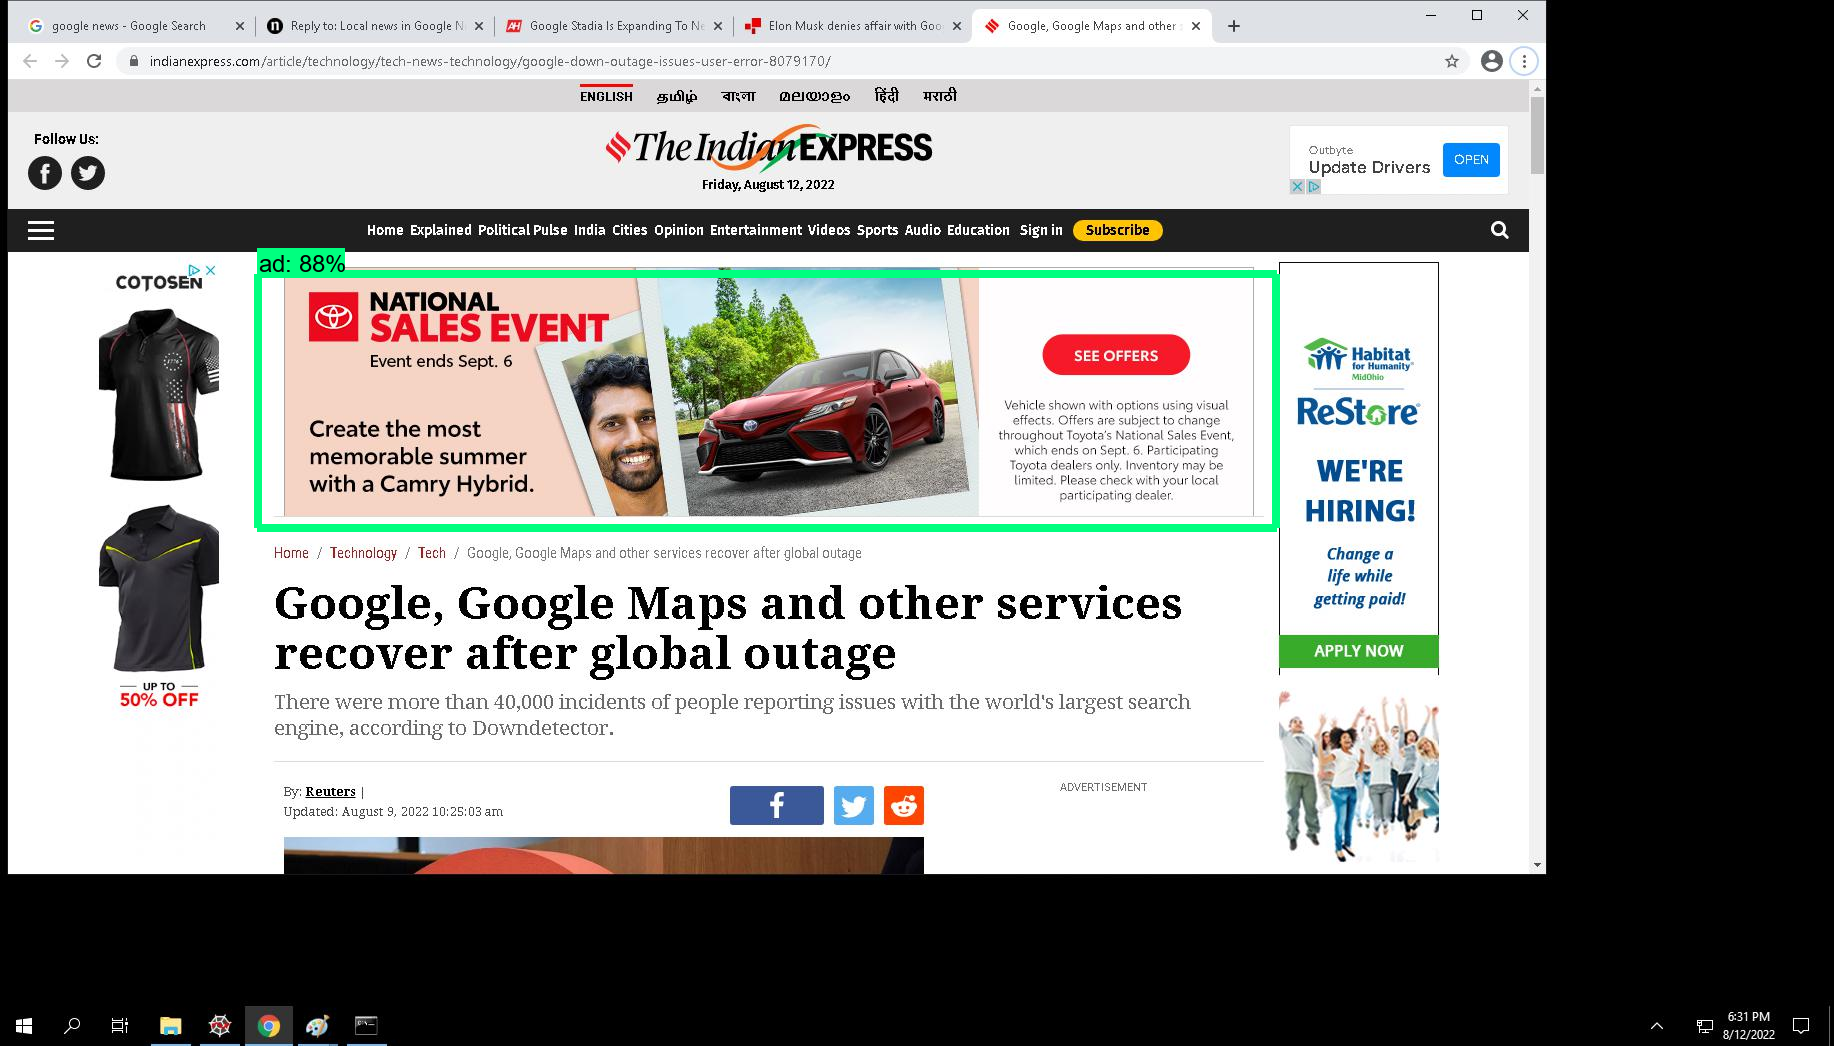 google news - Google Search
Reply to: Local news in Google N
Google Stadia Is Expanding To Ne
Elon Musk denies affair with Goo
Google, Google Maps and other s
indianexpress.com/article/technology/tech-news-technology/google-down-outage-issues-user-error-8079170/
ENGLISH தமிழ் বাংলা മലയാളം हिंदी मराठी
Follow Us:
The Indian EXPRESS
Friday, August 12, 2022
Outbyte
Update Drivers
OPEN
Home Explained Political Pulse India Cities Opinion Entertainment Videos Sports Audio Education Sign in Subscribe
ad: 88%
COTOSEN
UP TO
50% OFF
NATIONAL
SALES EVENT
Event ends Sept. 6
Create the most
memorable summer
with a Camry Hybrid.
SEE OFFERS
Vehicle shown with options using visual
effects. Offers are subject to change
throughout Toyota's National Sales Event,
which ends on Sept. 6. Participating
Toyota dealers only. Inventory may be
limited. Please check with your local
participating dealer.
Habitat
for Humanity®
MidOhio
ReStore
WE'RE
HIRING!
Change a
life while
getting paid!
APPLY NOW
Home / Technology / Tech / Google, Google Maps and other services recover after global outage
Google, Google Maps and other services
recover after global outage
There were more than 40,000 incidents of people reporting issues with the world's largest search
engine, according to Downdetector.
By: Reuters |
Updated: August 9, 2022 10:25:03 am
ADVERTISEMENT
6:31 PM
8/12/2022